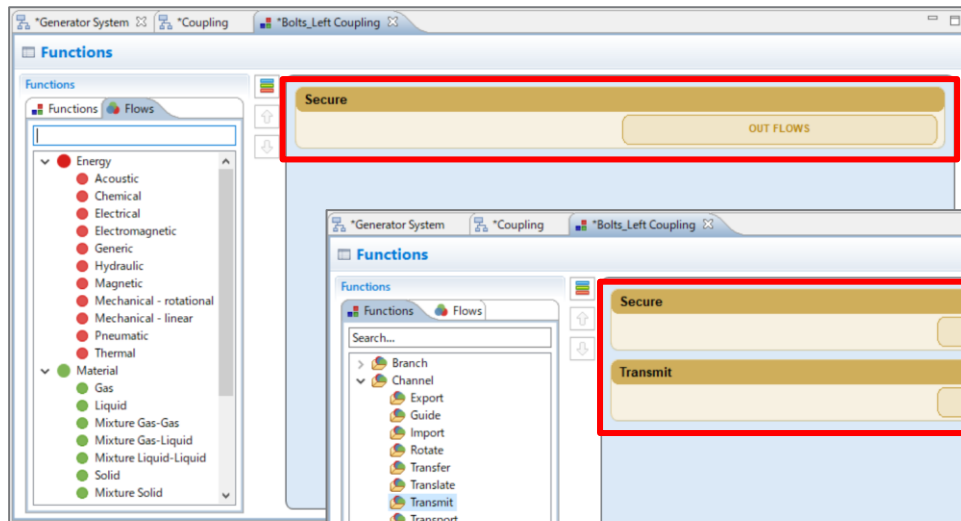 *Generator System
*Coupling
*Bolts_Left Coupling
Functions
Functions
Functions
Flows
Energy
Acoustic
Chemical
Electrical
Electromagnetic
Generic
Hydraulic
Magnetic
Mechanical - rotational
Mechanical - linear
Pneumatic
Thermal
Material
Gas
Liquid
Mixture Gas-Gas
Mixture Gas-Liquid
Mixture Liquid-Liquid
Solid
Mixture Solid
Secure
OUT FLOWS
*Generator System
*Coupling
*Bolts_Left Coupling
Functions
Functions
Functions
Flows
Search...
Branch
Channel
Export
Guide
Import
Rotate
Transfer
Translate
Transmit
Transport
Secure
Transmit